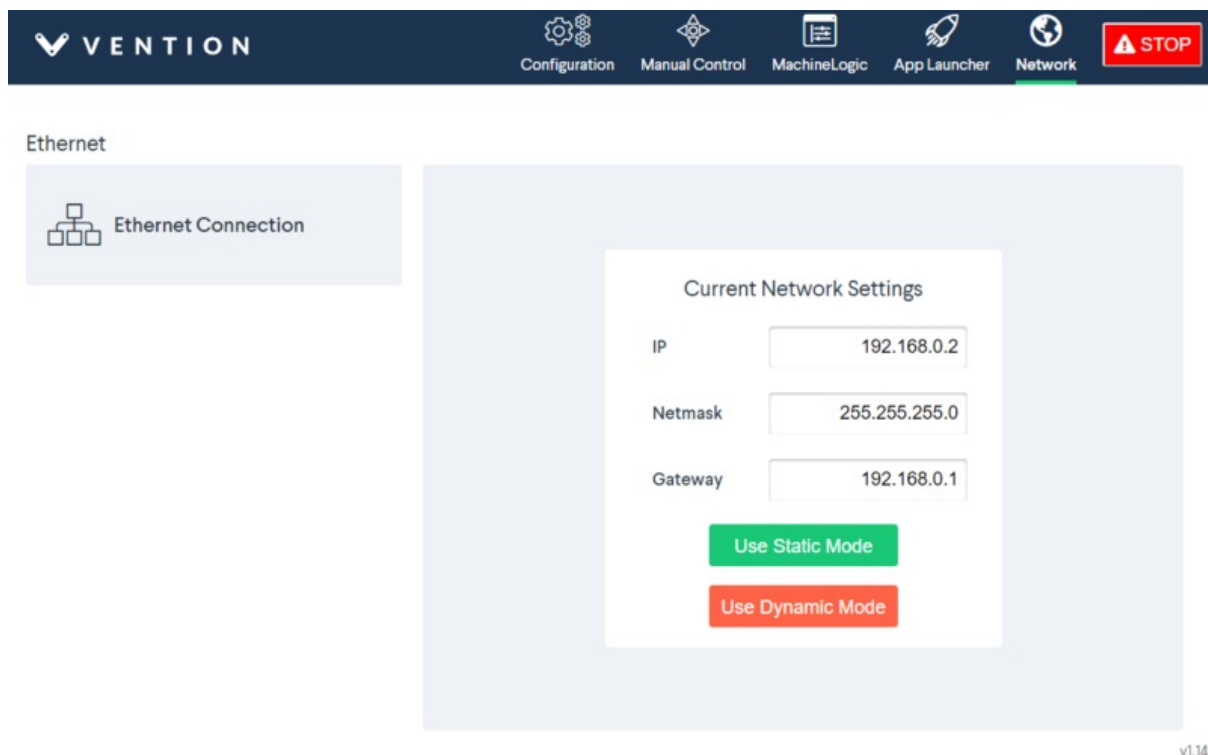 VENTION
Configuration
Manual Control
MachineLogic
App Launcher
Network
STOP
Ethernet
Ethernet Connection
Current Network Settings
IP 192.168.0.2
Netmask 255.255.255.0
Gateway 192.168.0.1
Use Static Mode
Use Dynamic Mode
v1.14